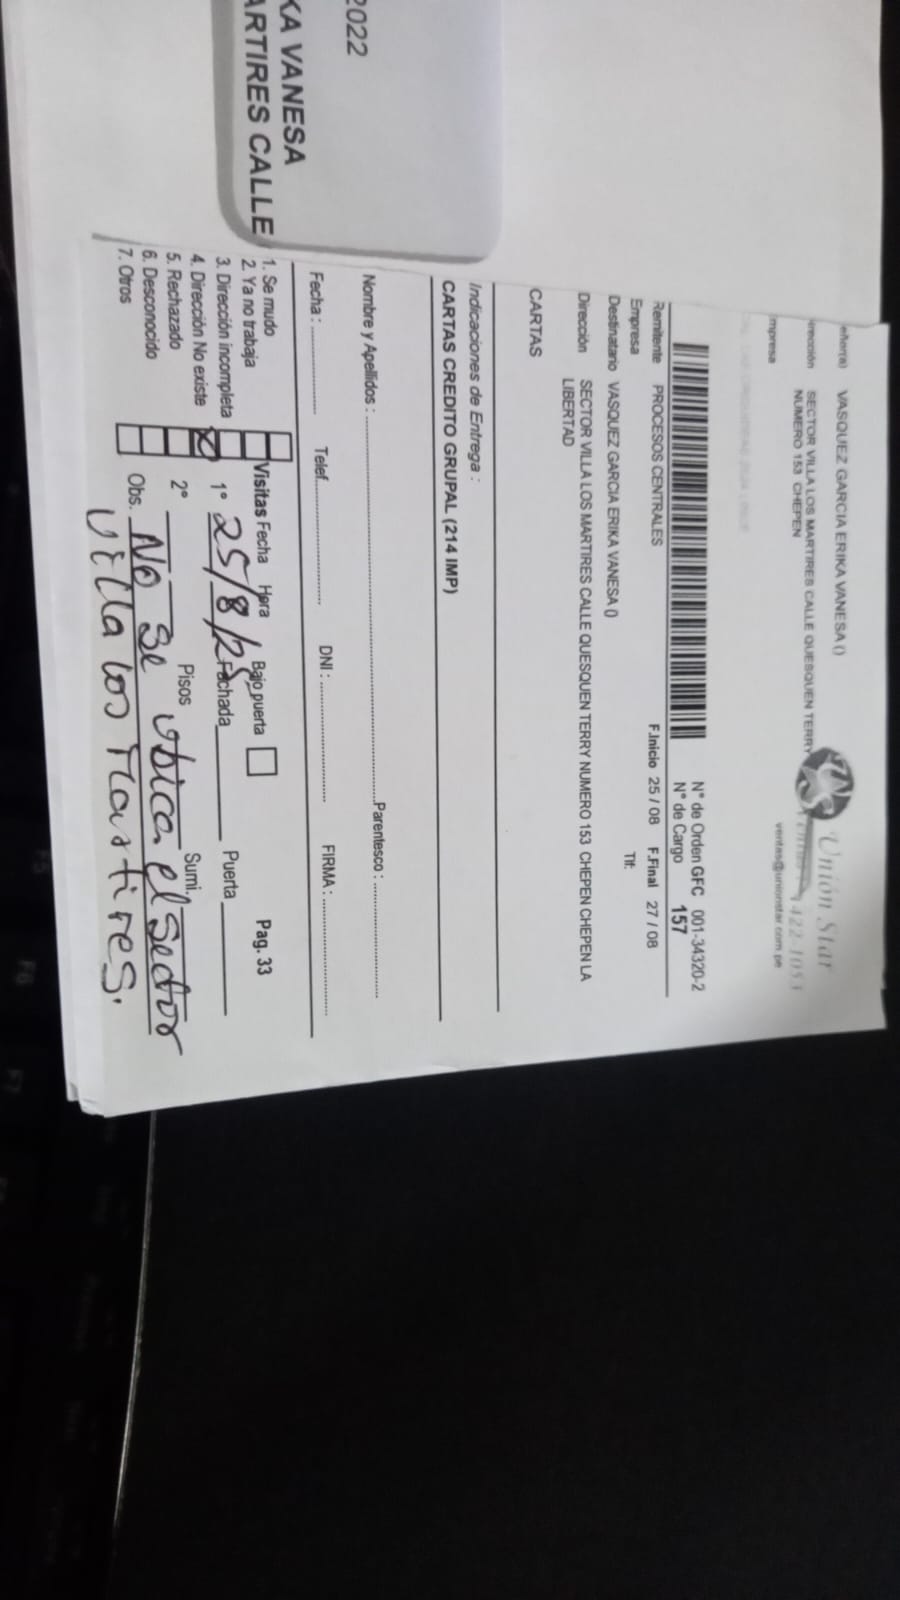 VASQUEZ GARCIA ERIKA VANESA ()
SECTOR VILLA LOS MARTIRES CALLE QUESQUEN TERRY
NUMERO 153 CHEPEN
mpresa
Unión Star
422-1053
ventas@unionstar.com.pe
N° de Orden GFC 001-34320-2
N° de Cargo 157
Remitente PROCESOS CENTRALES
F.Inicio 25 / 08 F.Final 27 / 08
Empresa
Tlf:
Destinatario VASQUEZ GARCIA ERIKA VANESA ()
Dirección SECTOR VILLA LOS MARTIRES CALLE QUESQUEN TERRY NUMERO 153 CHEPEN CHEPEN LA
LIBERTAD
CARTAS
Indicaciones de Entrega :
CARTAS CREDITO GRUPAL (214 IMP)
Nombre y Apellidos : Parentesco :
Fecha : Telef. DNI : FIRMA :
2022
KA VANESA
ARTIRES CALLE
1. Se mudo
2. Ya no trabaja
3. Dirección incompleta
4. Dirección No existe
5. Rechazado
6. Desconocido
7. Otros
Visitas Fecha Hora Bajo puerta Pag. 33
1° 25/8/25 Fachada Puerta
2° Pisos Sumi.
Obs. No se ubica el sector
Villa los Martires.